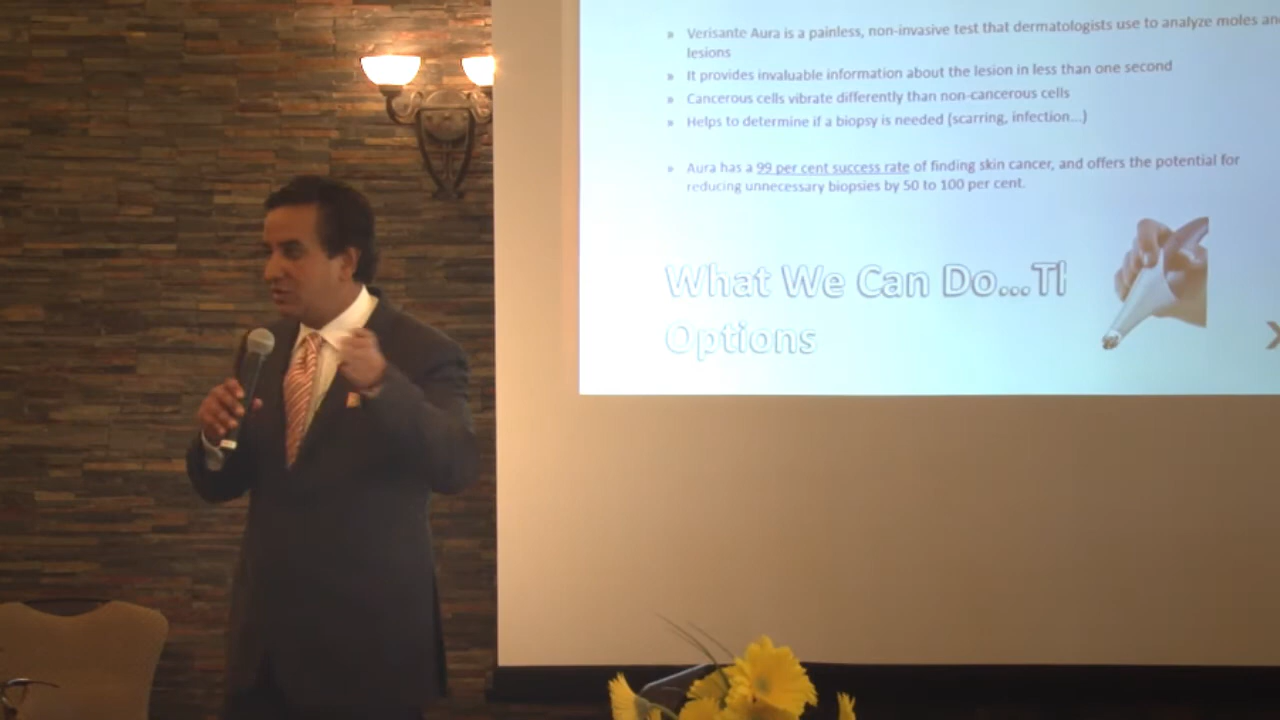 » Verisante Aura is a painless, non-invasive test that dermatologists use to analyze moles and
lesions
» It provides invaluable information about the lesion in less than one second
» Cancerous cells vibrate differently than non-cancerous cells
» Helps to determine if a biopsy is needed (scarring, infection...)
» Aura has a 99 per cent success rate of finding skin cancer, and offers the potential for
reducing unnecessary biopsies by 50 to 100 per cent.
What We Can Do...
Options